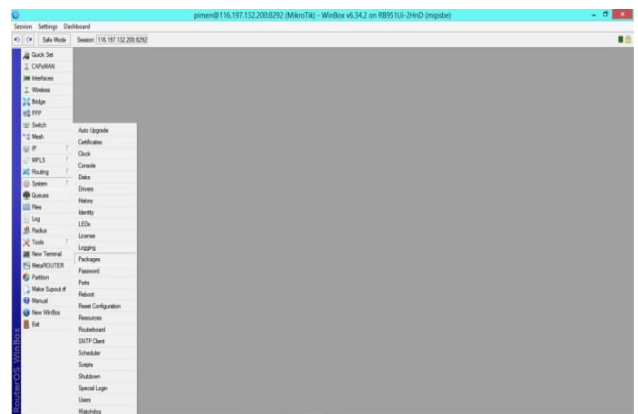 pimen@116.197.132.200:8292 (MikroTik) - WinBox v6.34.2 on RB951Ui-2HnD (mipsbe)
Session Settings Dashboard
Safe Mode Session: 116.197.132.200:8292
Quick Set
CAPsMAN
Interfaces
Wireless
Bridge
PPP
Switch
Mesh
IP
MPLS
Routing
System
Queues
Files
Log
Radius
Tools
New Terminal
MetaROUTER
Partition
Make Supout.rif
Manual
New WinBox
Exit
Auto Upgrade
Certificates
Clock
Console
Disks
Drivers
History
Identity
LEDs
License
Logging
Packages
Password
Ports
Reboot
Reset Configuration
Resources
Routerboard
SNTP Client
Scheduler
Scripts
Shutdown
Special Login
Users
Watchdog
RouterOS WinBox